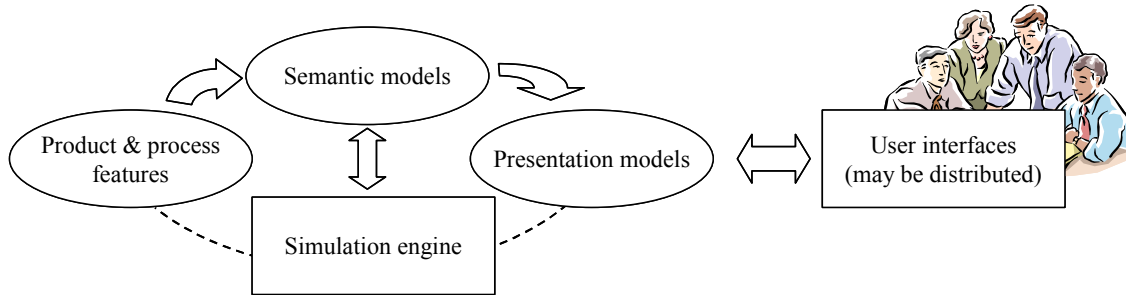 Semantic models
Product & process
features
Presentation models
User interfaces
(may be distributed)
Simulation engine